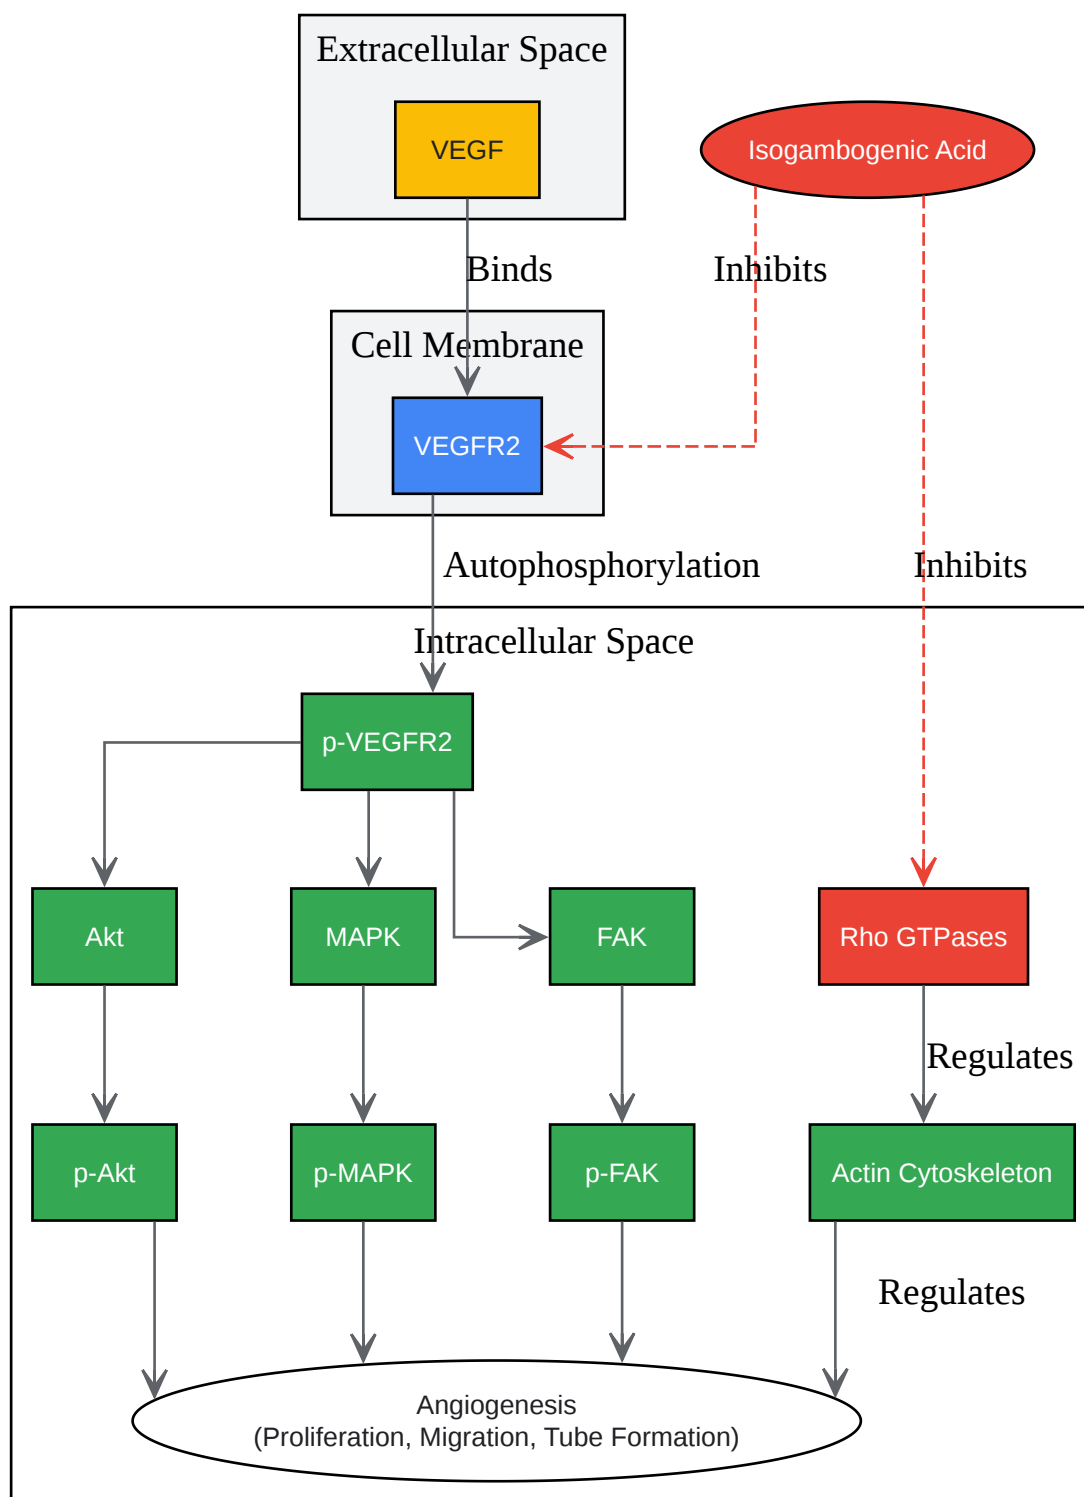 Extracellular Space
VEGF
Isogambogenic Acid
Binds
Inhibits
Cell Membrane
VEGFR2
Autophosphorylation
Inhibits
Intracellular Space
p-VEGFR2
Akt
MAPK
FAK
Rho GTPases
Regulates
p-Akt
p-MAPK
p-FAK
Actin Cytoskeleton
Regulates
Angiogenesis
(Proliferation, Migration, Tube Formation)